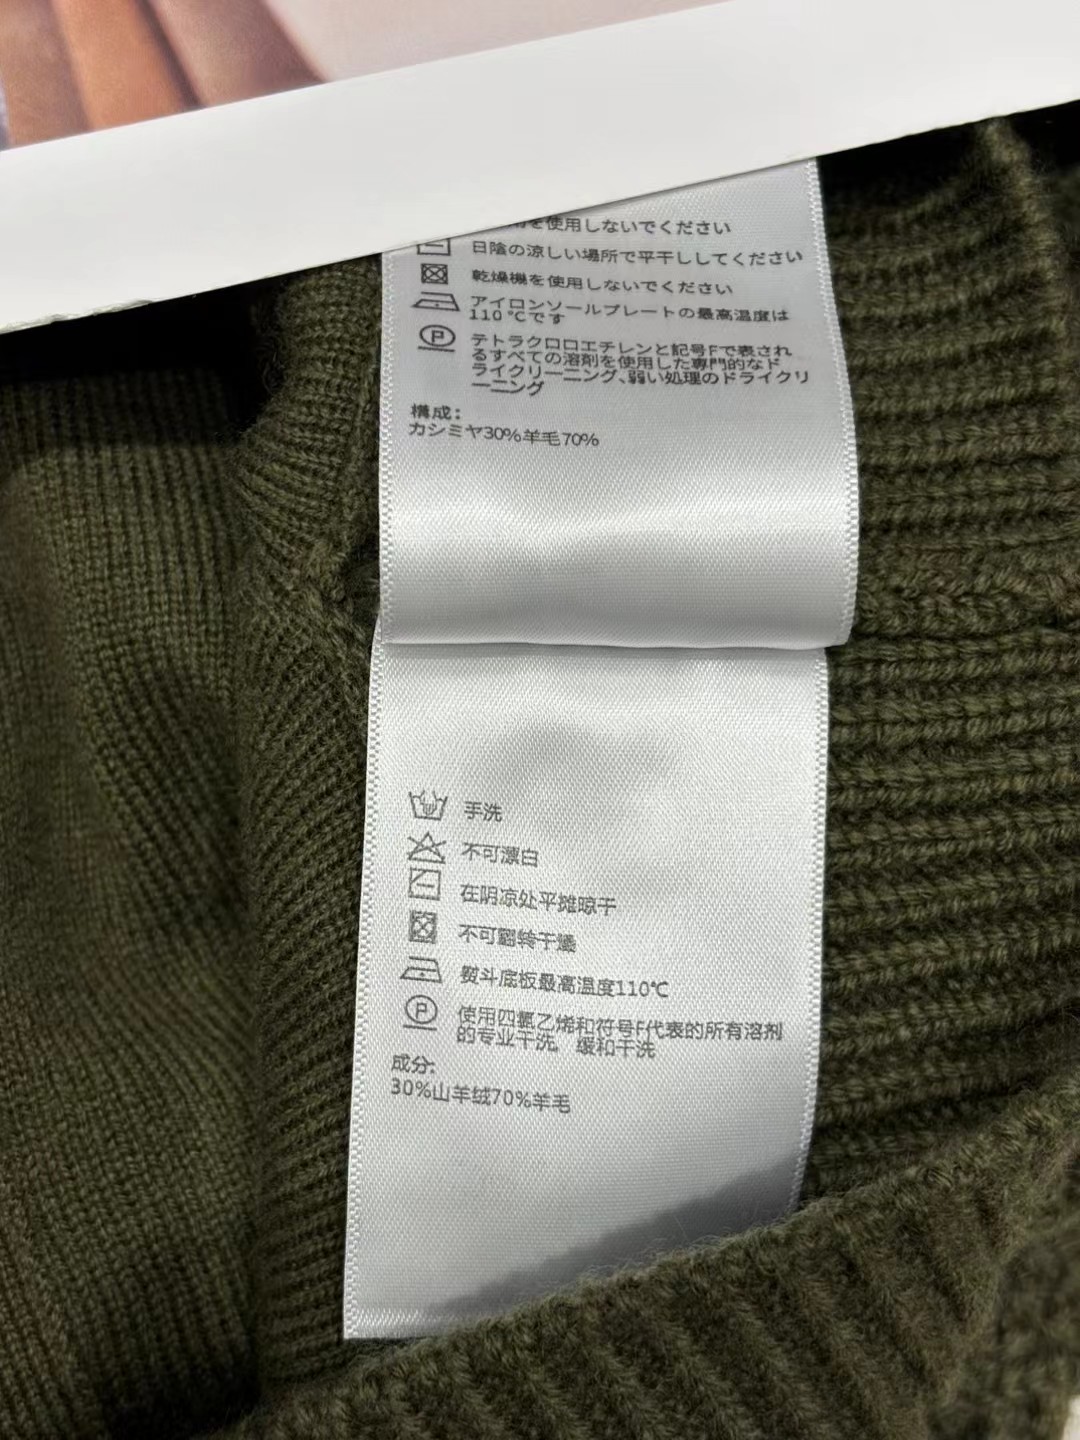 を使用しないでください
日陰の涼しい場所で平干ししてください
乾燥機を使用しないでください
アイロンソールプレートの最高温度は
110℃です
P
テトラクロロエチレンと記号Fで表され
るすべての溶剤を使用した専門的なド
ライクリーニング、弱い処理のドライクリ
ーニング
構成:
カシミヤ30%羊毛70%
手洗
不可漂白
在阴凉处平摊晾干
不可翻转干燥
熨斗底板最高温度110℃
P
使用四氯乙烯和符号F代表的所有溶剂
的专业干洗, 缓和干洗
成分:
30%山羊绒70%羊毛